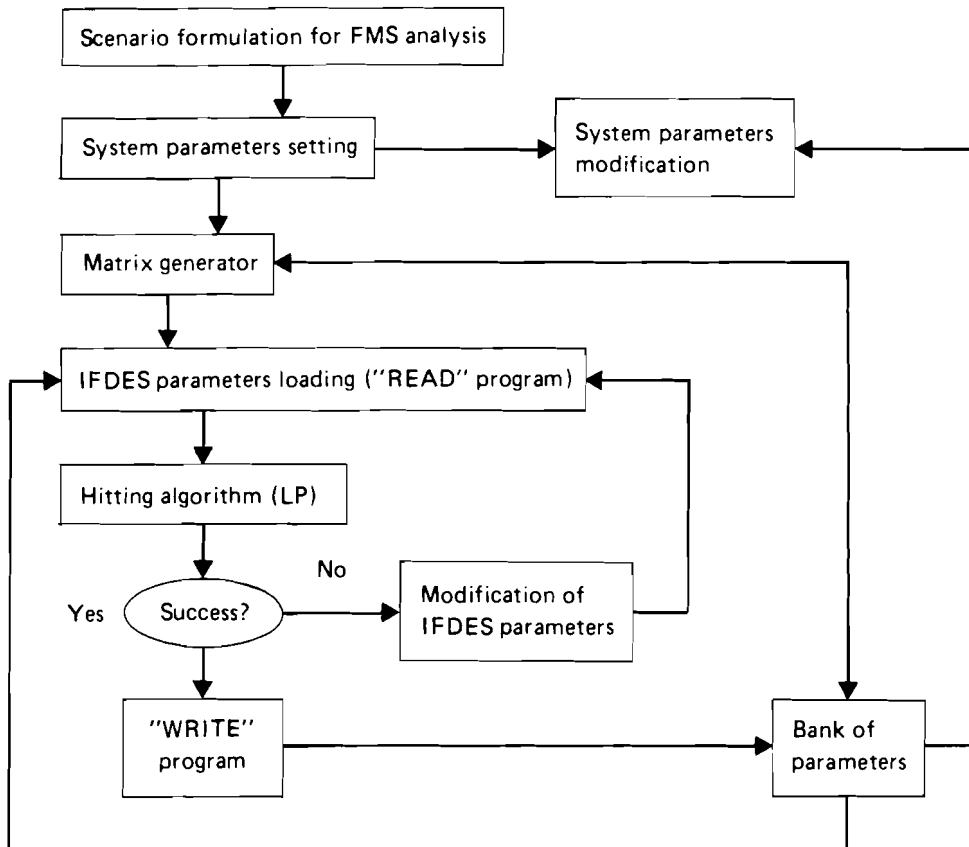 Scenario formulation for FMS analysis
System parameters setting
System parameters
modification
Matrix generator
IFDES parameters loading ("READ" program)
Hitting algorithm (LP)
No
Yes
Success?
Modification of
IFDES parameters
"WRITE"
program
Bank of
parameters